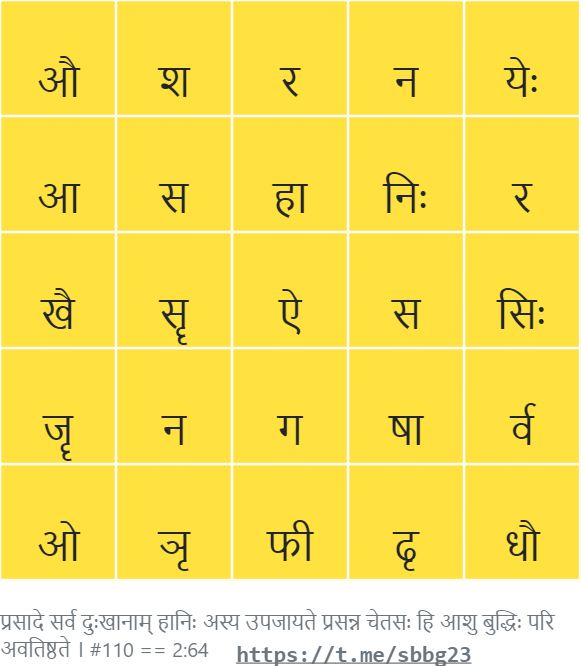 औ श र न येः
आ स हा निः र
खै सृ ऐ स सिः
जृ न ग षा र्व
ओ ञृ फी ढृ धौ
प्रसादे सर्व दुःखानाम् हानिः अस्य उपजायते प्रसन्न चेतसः हि आशु बुद्धिः परि
अवतिष्ठते । #110 == 2:64 https://t.me/sbbg23